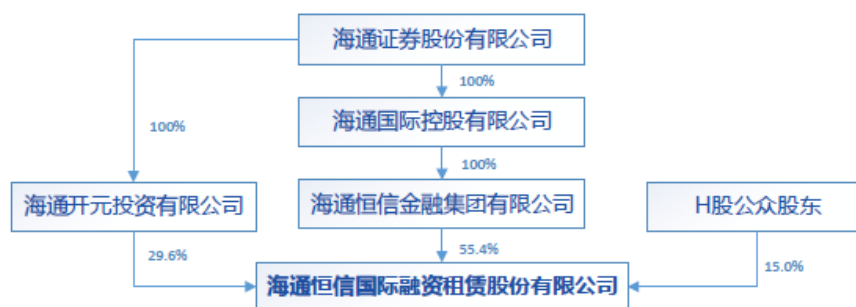 海通证券股份有限公司
100%
海通国际控股有限公司
100%
100%
海通开元投资有限公司
海通恒信金融集团有限公司
H股公众股东
29.6%
55.4%
15.0%
海通恒信国际融资租赁股份有限公司